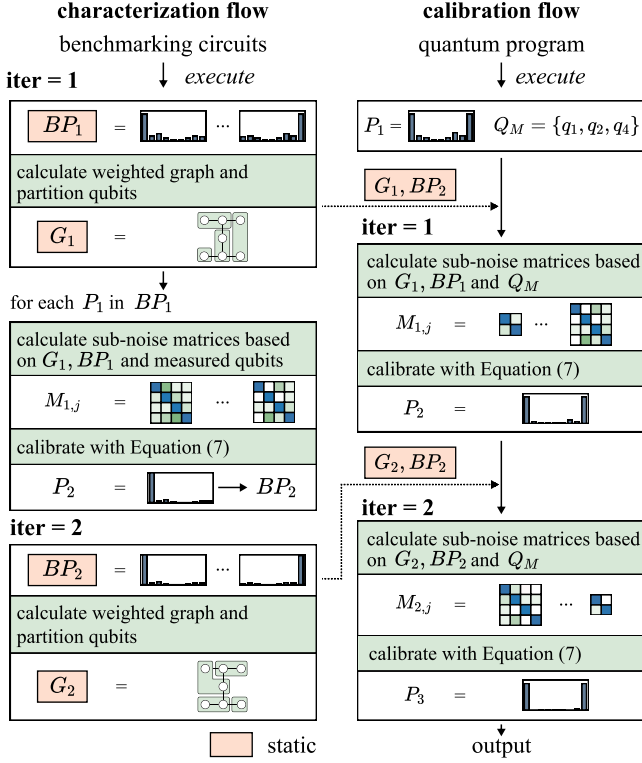 characterization flow
benchmarking circuits
execute
iter = 1
BP₁ = ...
calculate weighted graph and
partition qubits
G₁ =
for each P₁ in BP₁
calculate sub-noise matrices based
on G₁, BP₁ and measured qubits
M₁,ⱼ = ...
calibrate with Equation (7)
P₂ = BP₂
iter = 2
BP₂ = ...
calculate weighted graph and
partition qubits
G₂ =
static
calibration flow
quantum program
execute
P₁ = Q_M = {q₁, q₂, q₄}
G₁, BP₂
iter = 1
calculate sub-noise matrices based
on G₁, BP₁ and Q_M
M₁,ⱼ = ...
calibrate with Equation (7)
P₂ =
G₂, BP₂
iter = 2
calculate sub-noise matrices based
on G₂, BP₂ and Q_M
M₂,ⱼ = ...
calibrate with Equation (7)
P₃ =
output